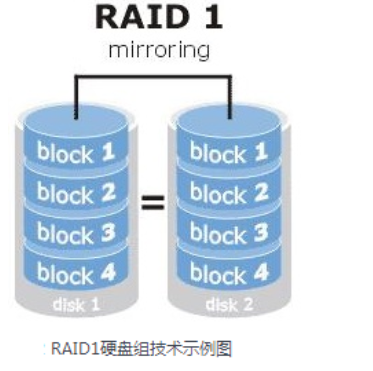 RAID 1
mirroring
block 1 block 1
block 2 block 2
=
block 3 block 3
block 4 block 4
disk 1 disk 2
RAID1硬盘组技术示例图